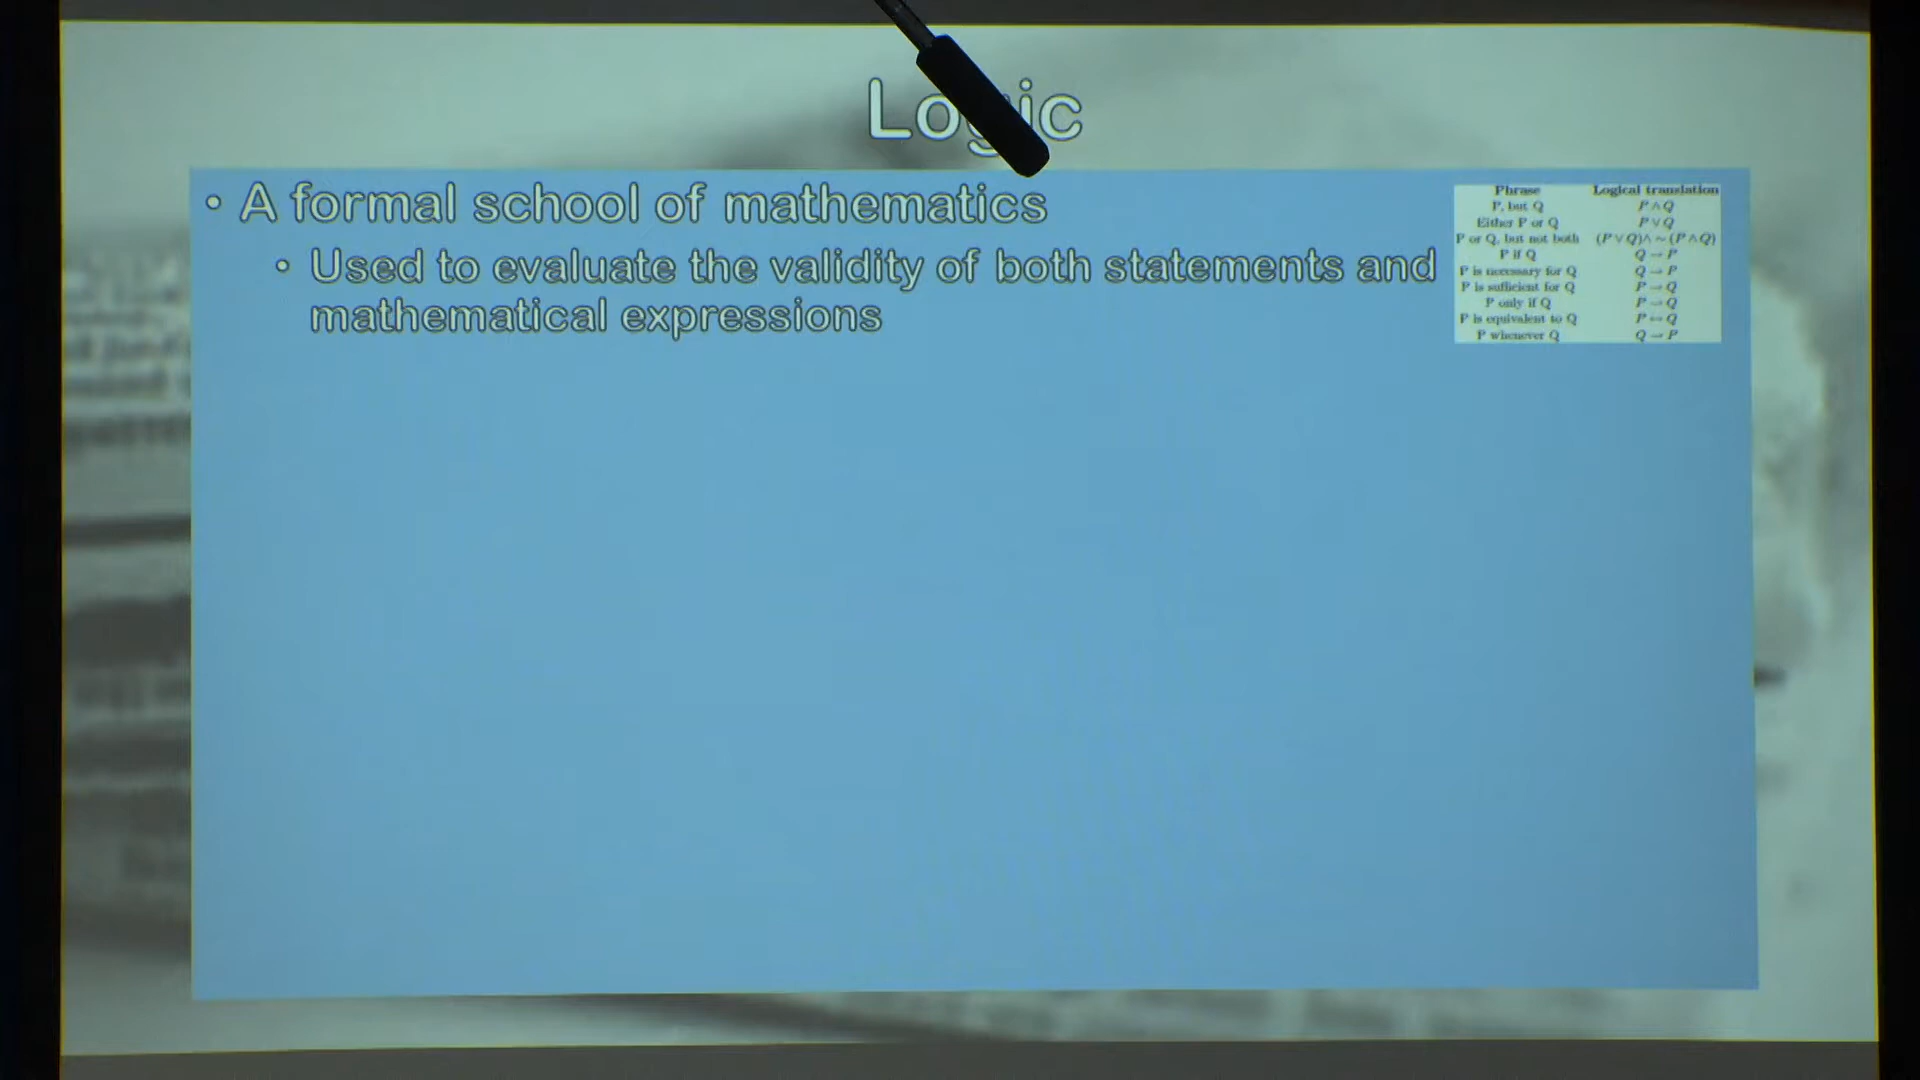 Logic
• A formal school of mathematics
• Used to evaluate the validity of both statements and
mathematical expressions
Phrase Logical translation
P, but Q P ∧ Q
Either P or Q P ∨ Q
P or Q, but not both (P ∨ Q)∧ ~ (P ∧ Q)
P if Q Q → P
P is necessary for Q Q → P
P is sufficient for Q P → Q
P only if Q P → Q
P is equivalent to Q P ↔ Q
P whenever Q Q → P